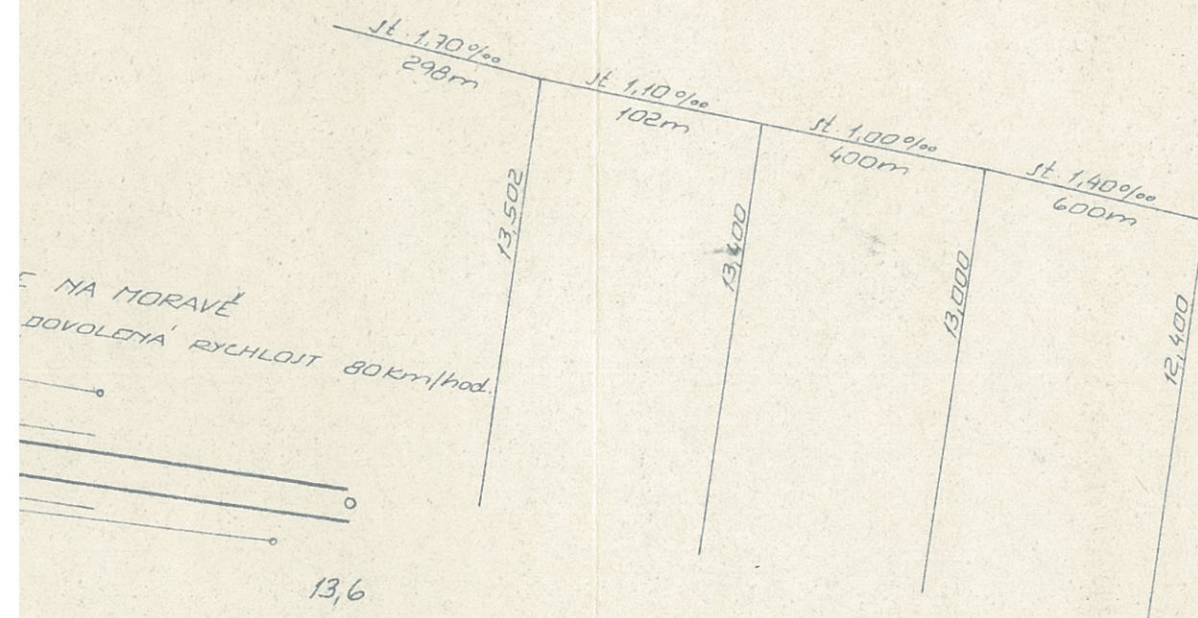 st. 1,70‰
298m
st 1,10‰
102m
st. 1,00‰
400m
st. 1,40‰
600m
13,502
13,400
13,000
12,400
E NA MORAVĚ
DOVOLENÁ RYCHLOST 80km/hod.
13,6